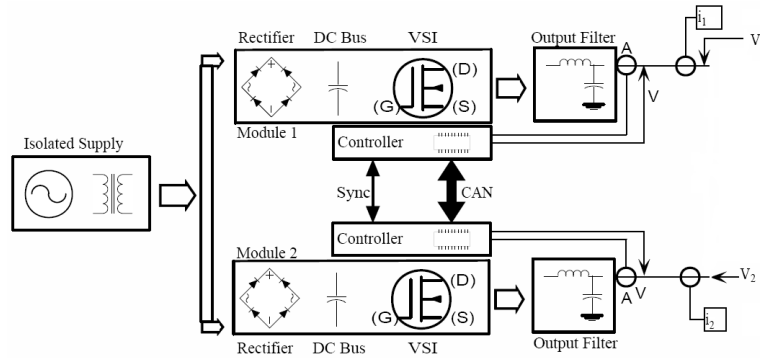 Rectifier DC Bus VSI
Output Filter
i1
(D)
A
V
(G) (S)
V
Module 1
Isolated Supply
Controller
Sync
CAN
Controller
Module 2
(D)
V2
(G) (S)
A
V
i2
Rectifier DC Bus VSI
Output Filter